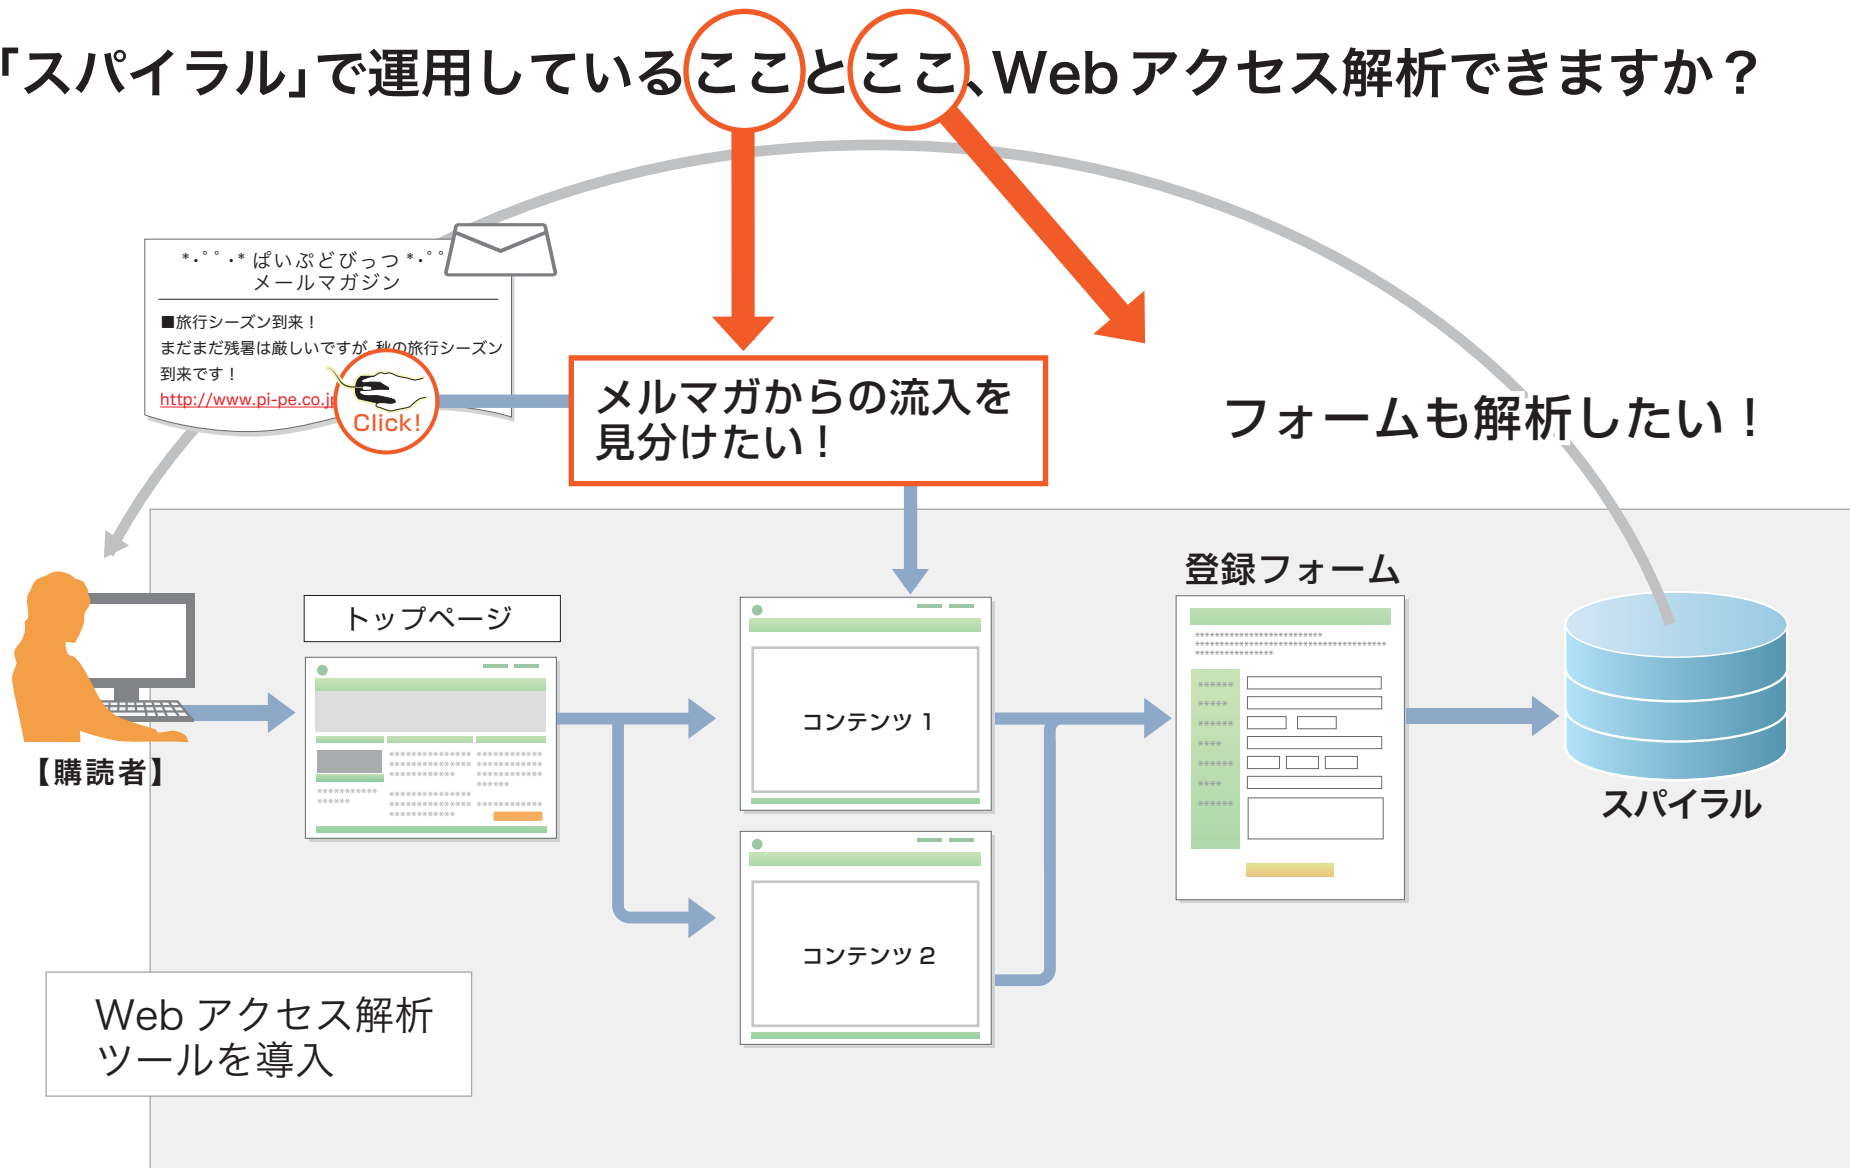 「スパイラル」で運用しているこことここ、Webアクセス解析できますか？
*･ﾟﾟ･* ぱいぷどびっつ *･ﾟﾟ
メールマガジン
■旅行シーズン到来！
まだまだ残暑は厳しいですが、秋の旅行シーズン
到来です！
http://www.pi-pe.co.jp
Click!
メルマガからの流入を
見分けたい！
フォームも解析したい！
登録フォーム
トップページ
コンテンツ 1
【購読者】
スパイラル
コンテンツ 2
Web アクセス解析
ツールを導入